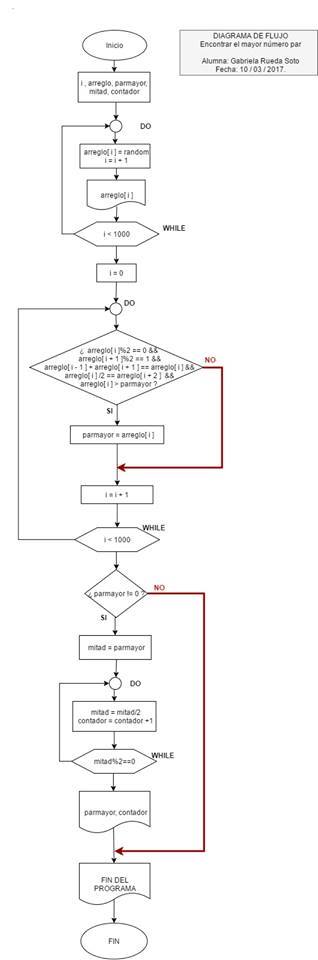 DIAGRAMA DE FLUJO
Encontrar el mayor número par
Alumna: Gabriela Rueda Soto
Fecha: 10 / 03 / 2017.
Inicio
i , arreglo, parmayor,
mitad, contador
DO
arreglo[ i ] = random
i = i + 1
arreglo[ i ]
WHILE
i < 1000
i = 0
DO
¿ arreglo[ i ]%2 == 0 &&
arreglo[ i + 1 ]%2 == 1 &&
arreglo[ i - 1 ] + arreglo[ i + 1 ] == arreglo[ i ] &&
arreglo[ i ] /2 == arreglo[ i + 2 ] &&
arreglo[ i ] > parmayor ?
NO
SI
parmayor = arreglo[ i ]
i = i + 1
WHILE
i < 1000
¿ parmayor != 0 ?
NO
SI
mitad = parmayor
DO
mitad = mitad/2
contador = contador +1
WHILE
mitad%2==0
parmayor, contador
FIN DEL
PROGRAMA
FIN